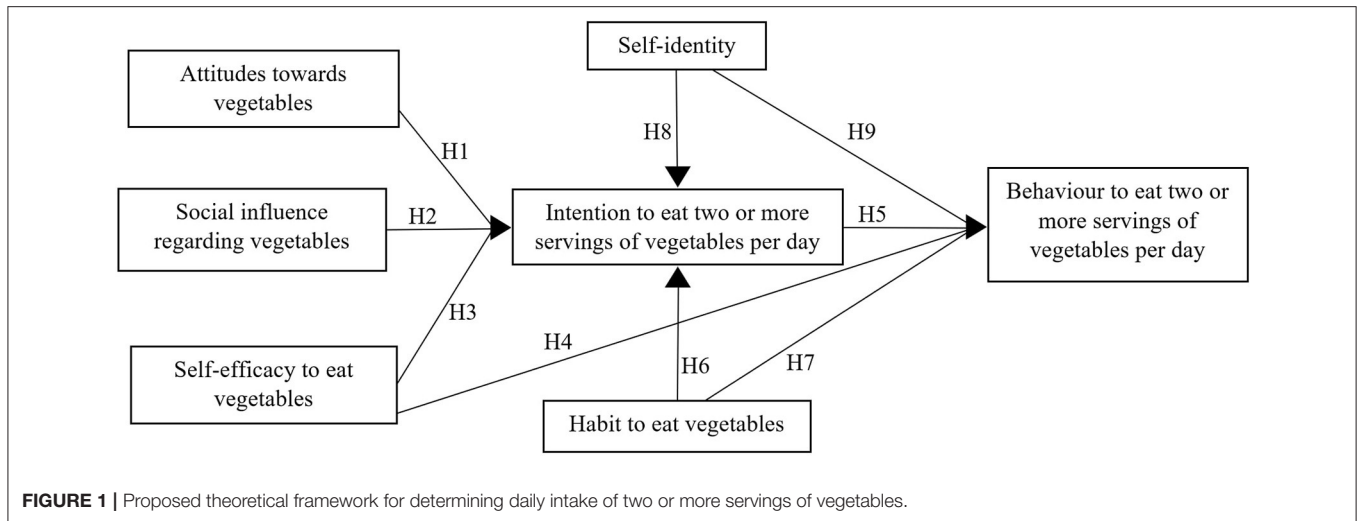 Self-identity
Attitudes towards
vegetables
H1
H8
H9
Social influence
regarding vegetables
H2
Intention to eat two or more
servings of vegetables per day
H5
Behaviour to eat two or
more servings of
vegetables per day
H3
Self-efficacy to eat
vegetables
H4
H6
H7
Habit to eat vegetables
FIGURE 1 | Proposed theoretical framework for determining daily intake of two or more servings of vegetables.